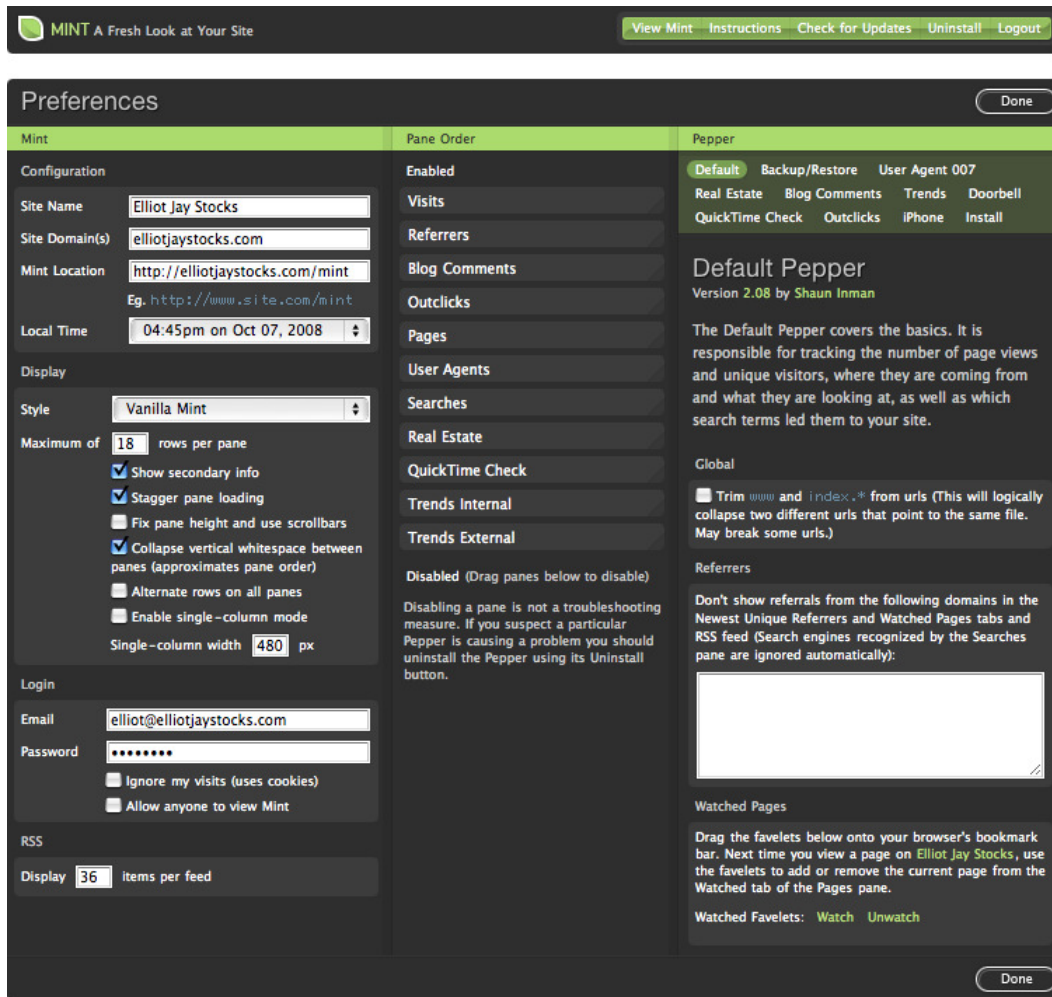 MINT A Fresh Look at Your Site
View Mint Instructions Check for Updates Uninstall Logout
Preferences
Done
Mint
Configuration
Site Name Elliot Jay Stocks
Site Domain(s) elliotjaystocks.com
Mint Location http://elliotjaystocks.com/mint
Eg. http://www.site.com/mint
Local Time 04:45pm on Oct 07, 2008
Display
Style Vanilla Mint
Maximum of 18 rows per pane
Show secondary info
Stagger pane loading
Fix pane height and use scrollbars
Collapse vertical whitespace between
panes (approximates pane order)
Alternate rows on all panes
Enable single-column mode
Single-column width 480 px
Login
Email elliot@elliotjaystocks.com
Password ••••••••
Ignore my visits (uses cookies)
Allow anyone to view Mint
RSS
Display 36 items per feed
Pane Order
Enabled
Visits
Referrers
Blog Comments
Outclicks
Pages
User Agents
Searches
Real Estate
QuickTime Check
Trends Internal
Trends External
Disabled (Drag panes below to disable)
Disabling a pane is not a troubleshooting
measure. If you suspect a particular
Pepper is causing a problem you should
uninstall the Pepper using its Uninstall
button.
Pepper
Default Backup/Restore User Agent 007
Real Estate Blog Comments Trends Doorbell
QuickTime Check Outclicks iPhone Install
Default Pepper
Version 2.08 by Shaun Inman
The Default Pepper covers the basics. It is
responsible for tracking the number of page views
and unique visitors, where they are coming from
and what they are looking at, as well as which
search terms led them to your site.
Global
Trim www and index.* from urls (This will logically
collapse two different urls that point to the same file.
May break some urls.)
Referrers
Don't show referrals from the following domains in the
Newest Unique Referrers and Watched Pages tabs and
RSS feed (Search engines recognized by the Searches
pane are ignored automatically):
Watched Pages
Drag the favelets below onto your browser's bookmark
bar. Next time you view a page on Elliot Jay Stocks, use
the favelets to add or remove the current page from the
Watched tab of the Pages pane.
Watched Favelets: Watch Unwatch
Done